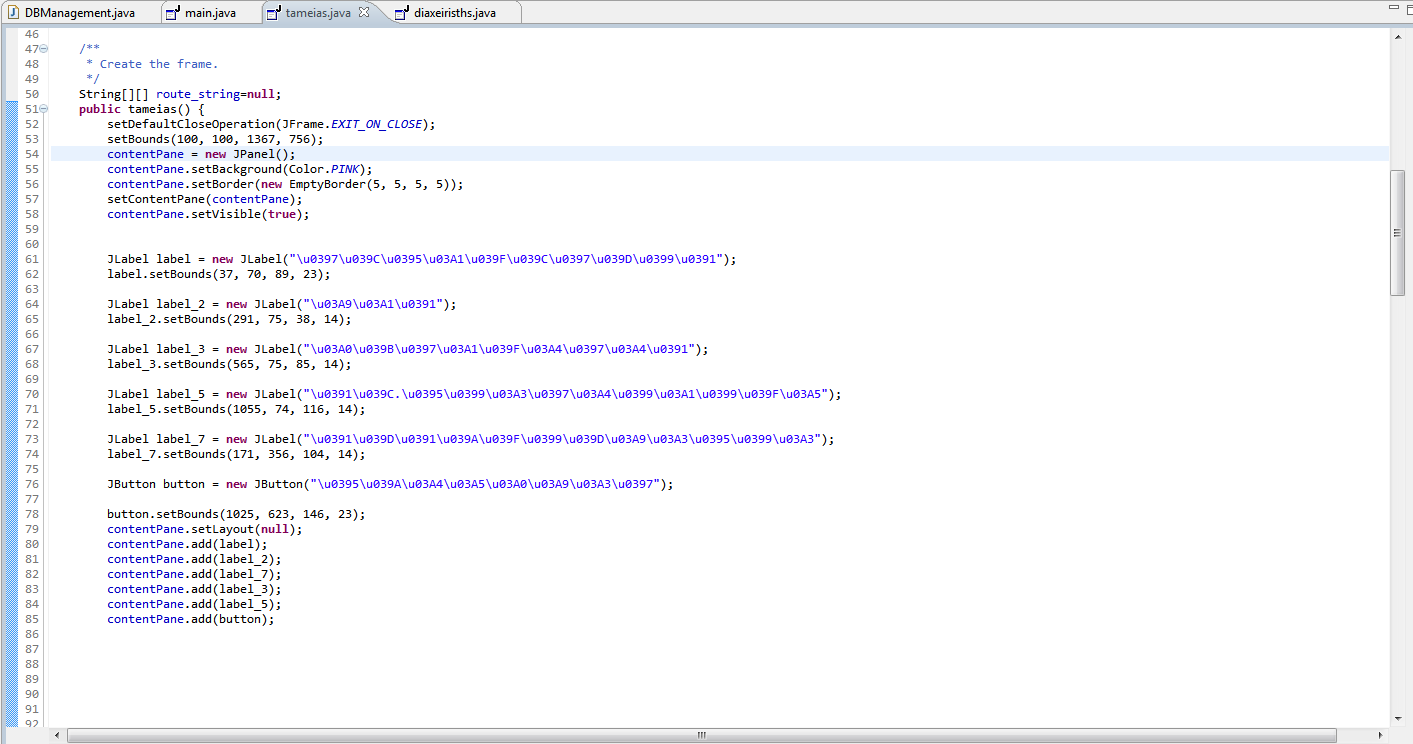 DBManagement.java main.java tameias.java diaxeiristhѕ.java
46
47 /**
48 * Create the frame.
49 */
50 String[][] route_string=null;
51 public tameias() {
52 setDefaultCloseOperation(JFrame.EXIT_ON_CLOSE);
53 setBounds(100, 100, 1367, 756);
54 contentPane = new JPanel();
55 contentPane.setBackground(Color.PINK);
56 contentPane.setBorder(new EmptyBorder(5, 5, 5, 5));
57 setContentPane(contentPane);
58 contentPane.setVisible(true);
59
60
61 JLabel label = new JLabel("\u0397\u039C\u0395\u03A1\u039F\u039C\u0397\u039D\u0399\u0391");
62 label.setBounds(37, 70, 89, 23);
63
64 JLabel label_2 = new JLabel("\u03A9\u03A1\u0391");
65 label_2.setBounds(291, 75, 38, 14);
66
67 JLabel label_3 = new JLabel("\u03A0\u039B\u0397\u03A1\u039F\u03A4\u0397\u03A4\u0391");
68 label_3.setBounds(565, 75, 85, 14);
69
70 JLabel label_5 = new JLabel("\u0391\u039C.\u0395\u0399\u03A3\u0397\u03A4\u0399\u03A1\u0399\u039F\u03A5");
71 label_5.setBounds(1055, 74, 116, 14);
72
73 JLabel label_7 = new JLabel("\u0391\u039D\u0391\u039A\u039F\u0399\u039D\u03A9\u03A3\u0395\u0399\u03A3");
74 label_7.setBounds(171, 356, 104, 14);
75
76 JButton button = new JButton("\u0395\u039A\u03A4\u03A5\u03A0\u03A9\u03A3\u0397");
77
78 button.setBounds(1025, 623, 146, 23);
79 contentPane.setLayout(null);
80 contentPane.add(label);
81 contentPane.add(label_2);
82 contentPane.add(label_7);
83 contentPane.add(label_3);
84 contentPane.add(label_5);
85 contentPane.add(button);
86
87
88
89
90
91
92